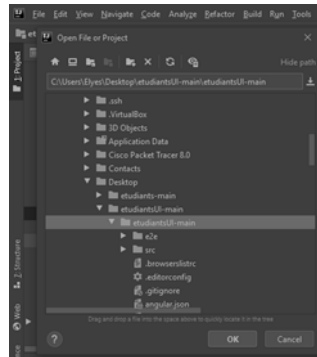 File Edit View Navigate Code Analyze Refactor Build Run Tools
et
Open File or Project
Hide path
C:\Users\Elyes\Desktop\etudiantsUI-main\etudiantsUI-main
.ssh
.VirtualBox
3D Objects
Application Data
Cisco Packet Tracer 8.0
Contacts
Desktop
etudiants-main
etudiantsUI-main
etudiantsUI-main
e2e
src
.browserslistrc
.editorconfig
.gitignore
angular.json
Drag and drop a file into the space above to quickly locate it in the tree
? OK Cancel
1: Project
Z: Structure
Web